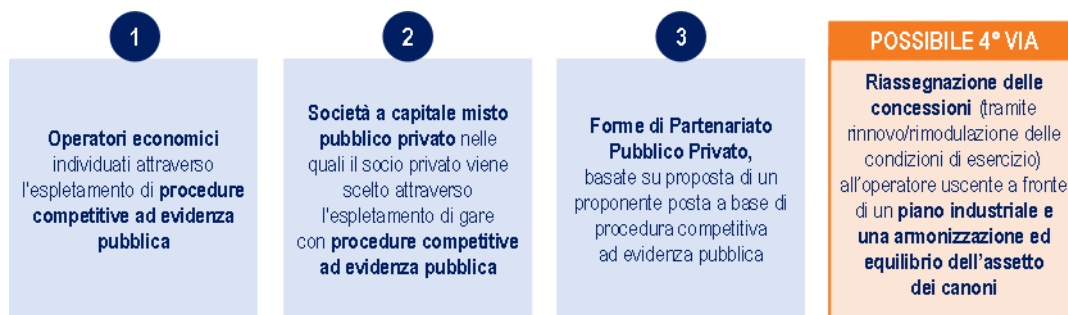 1
Operatori economici
individuati attraverso
l'espletamento di procedure
competitive ad evidenza
pubblica
2
Società a capitale misto
pubblico privato nelle
quali il socio privato viene
scelto attraverso
l'espletamento di gare
con procedure competitive
ad evidenza pubblica
3
Forme di Partenariato
Pubblico Privato,
basate su proposta di un
proponente posta a base di
procedura competitiva
ad evidenza pubblica
POSSIBILE 4° VIA
Riassegnazione delle
concessioni (tramite
rinnovo/rimodulazione delle
condizioni di esercizio)
all'operatore uscente a fronte
di un piano industriale e
una armonizzazione ed
equilibrio dell'assetto
dei canoni